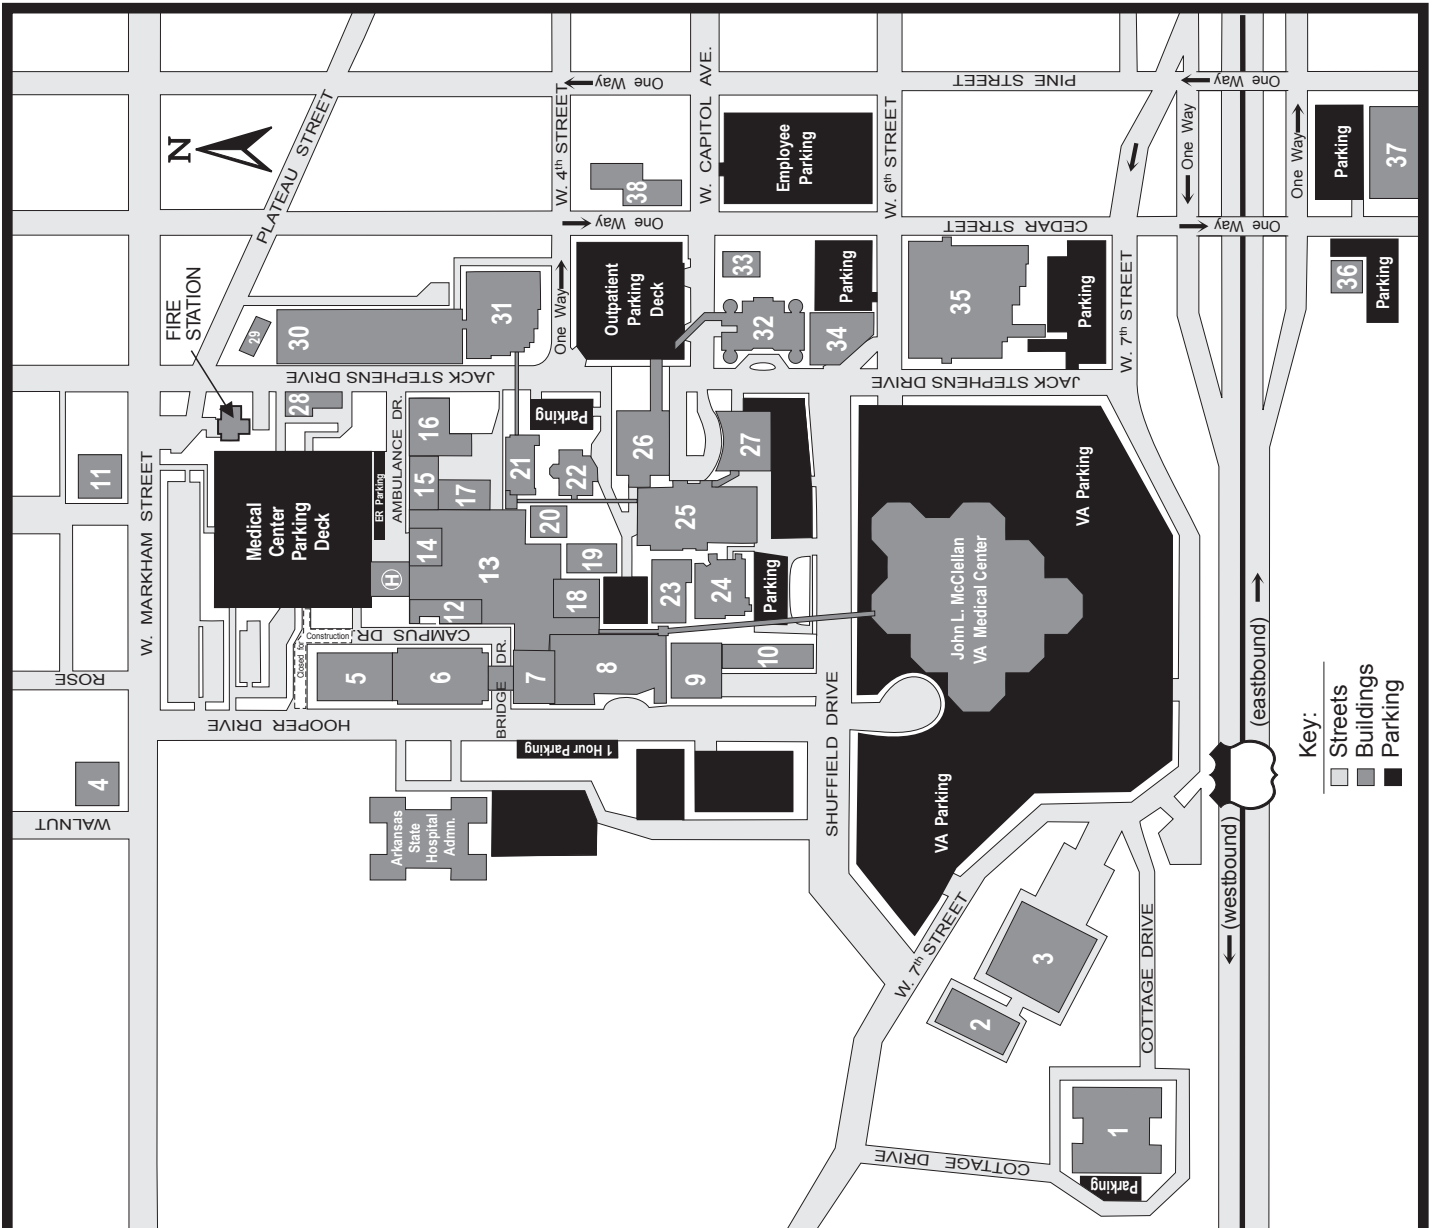 PINE STREET
One Way
One Way
One Way
One Way
W. CAPITOL AVE.
W. 4th STREET
W. 6th STREET
PLATEAU STREET
N
38
Employee
Parking
Parking
37
CEDAR STREET
One Way
One Way
FIRE
STATION
29
30
31
One Way
Outpatient
Parking
Deck
33
32
Parking
34
35
Parking
W. 7th STREET
36
Parking
JACK STEPHENS DRIVE
JACK STEPHENS DRIVE
11
W. MARKHAM STREET
28
Medical
Center
Parking
Deck
ER Parking
AMBULANCE DR.
16
15
17
14
13
12
H
21
Parking
22
20
19
18
26
27
25
23
24
Parking
VA Parking
John L. McClellan
VA Medical Center
ROSE
Closed for
Construction
CAMPUS DR.
5
6
BRIDGE DR.
7
8
9
10
HOOPER DRIVE
SHUFFIELD DRIVE
1 Hour Parking
4
WALNUT
Arkansas
State
Hospital
Admn.
VA Parking
W. 7th STREET
3
2
COTTAGE DRIVE
COTTAGE DRIVE
1
Parking
(eastbound)
(westbound)
Key:
Streets
Buildings
Parking